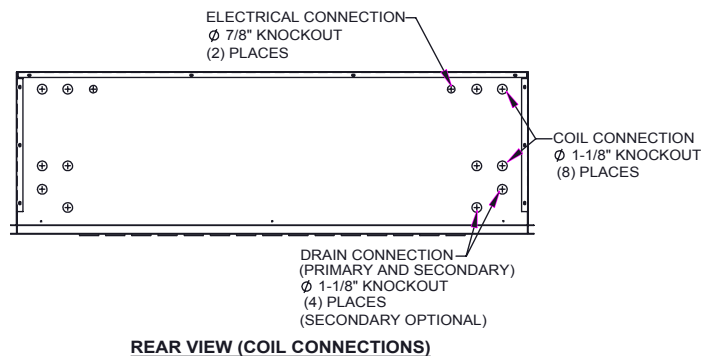 ELECTRICAL CONNECTION
Ø 7/8" KNOCKOUT
(2) PLACES
COIL CONNECTION
Ø 1-1/8" KNOCKOUT
(8) PLACES
DRAIN CONNECTION
(PRIMARY AND SECONDARY)
Ø 1-1/8" KNOCKOUT
(4) PLACES
(SECONDARY OPTIONAL)
REAR VIEW (COIL CONNECTIONS)